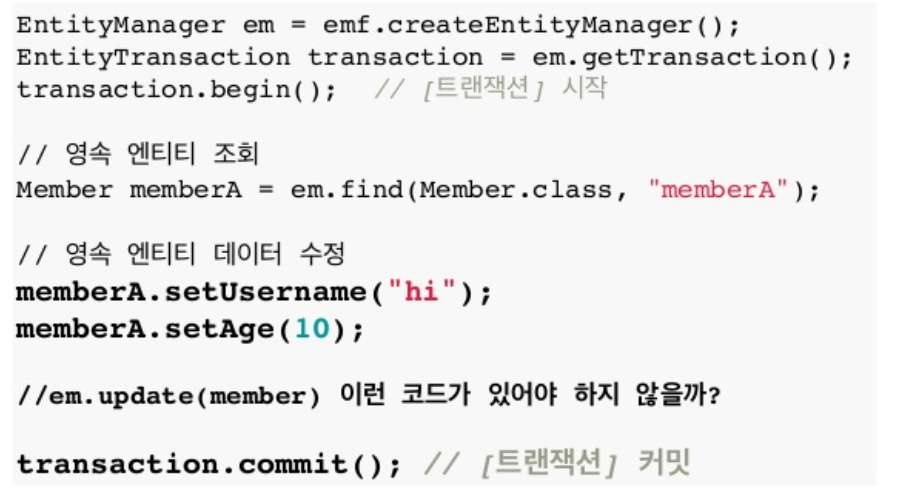 EntityManager em = emf.createEntityManager();
EntityTransaction transaction = em.getTransaction();
transaction.begin();  // [트랜잭션] 시작
// 영속 엔티티 조회
Member memberA = em.find(Member.class, "memberA");
// 영속 엔티티 데이터 수정
memberA.setUsername("hi");
memberA.setAge(10);
//em.update(member) 이런 코드가 있어야 하지 않을까?
transaction.commit(); // [트랜잭션] 커밋